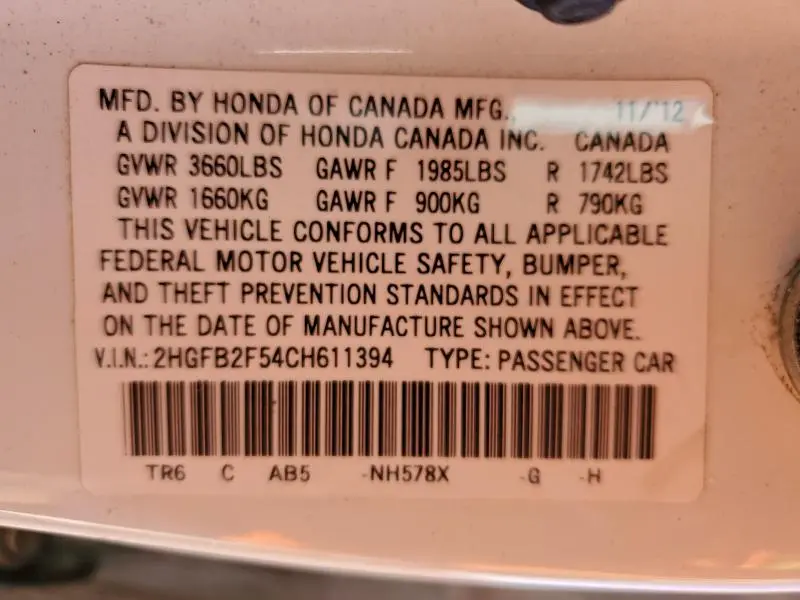 MFD. BY HONDA OF CANADA MFG., 11/'12
A DIVISION OF HONDA CANADA INC. CANADA
GVWR 3660LBS GAWR F 1985LBS R 1742LBS
GVWR 1660KG GAWR F 900KG R 790KG
THIS VEHICLE CONFORMS TO ALL APPLICABLE
FEDERAL MOTOR VEHICLE SAFETY, BUMPER,
AND THEFT PREVENTION STANDARDS IN EFFECT
ON THE DATE OF MANUFACTURE SHOWN ABOVE.
V.I.N.: 2HGFB2F54CH611394 TYPE: PASSENGER CAR
TR6 C AB5 -NH578X -G -H